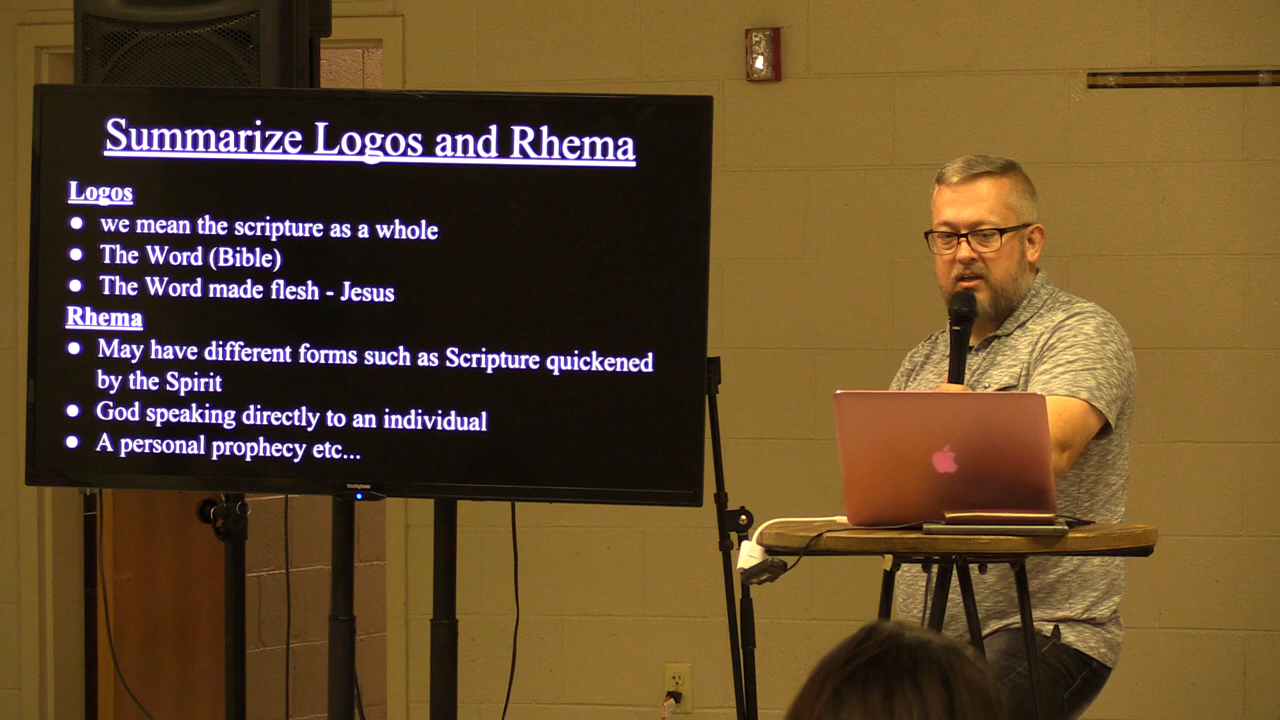 Summarize Logos and Rhema
Logos
● we mean the scripture as a whole
● The Word (Bible)
● The Word made flesh - Jesus
Rhema
● May have different forms such as Scripture quickened
by the Spirit
● God speaking directly to an individual
● A personal prophecy etc...